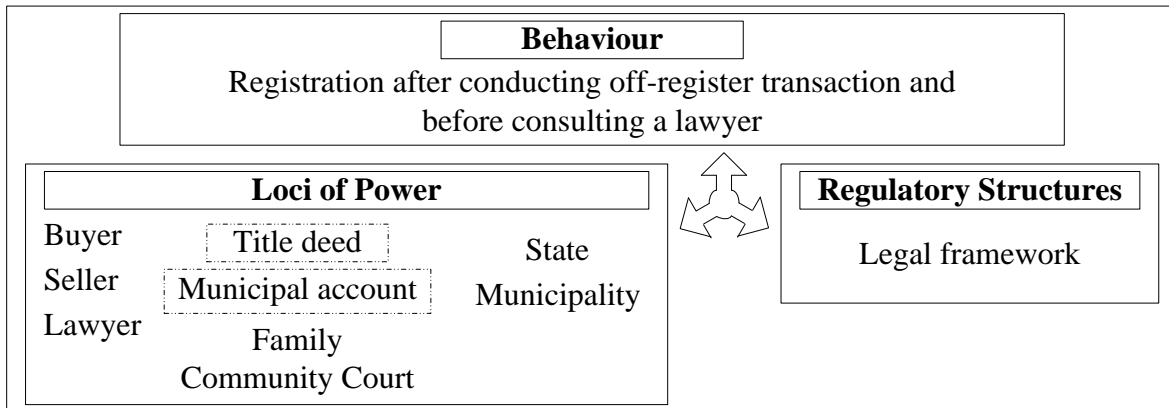 Behaviour
Registration after conducting off-register transaction and
before consulting a lawyer
Loci of Power
Buyer
Seller
Lawyer
Title deed
Municipal account
Family
Community Court
State
Municipality
Regulatory Structures
Legal framework